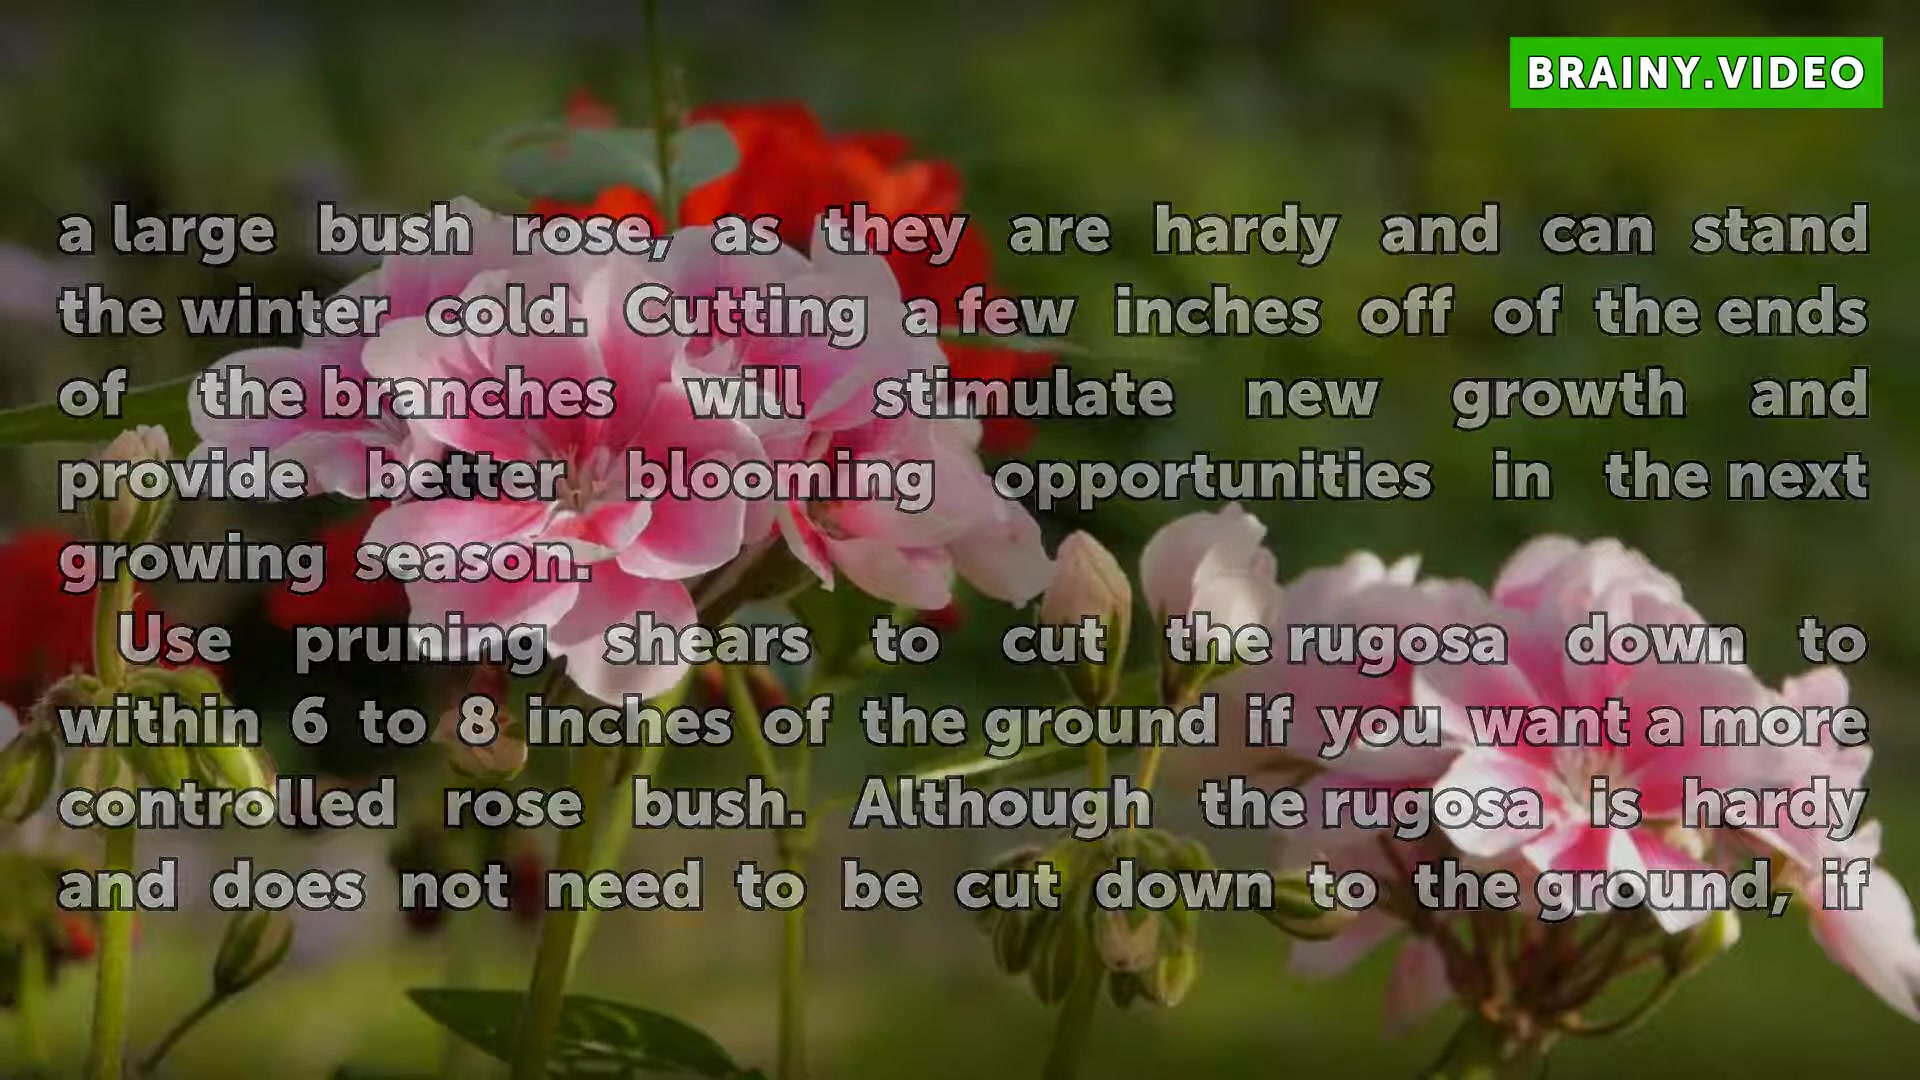 BRAINY.VIDEO
a large bush rose, as they are hardy and can stand
the winter cold. Cutting a few inches off of the ends
of the branches will stimulate new growth and
provide better blooming opportunities in the next
growing season.
Use pruning shears to cut the rugosa down to
within 6 to 8 inches of the ground if you want a more
controlled rose bush. Although the rugosa is hardy
and does not need to be cut down to the ground, if